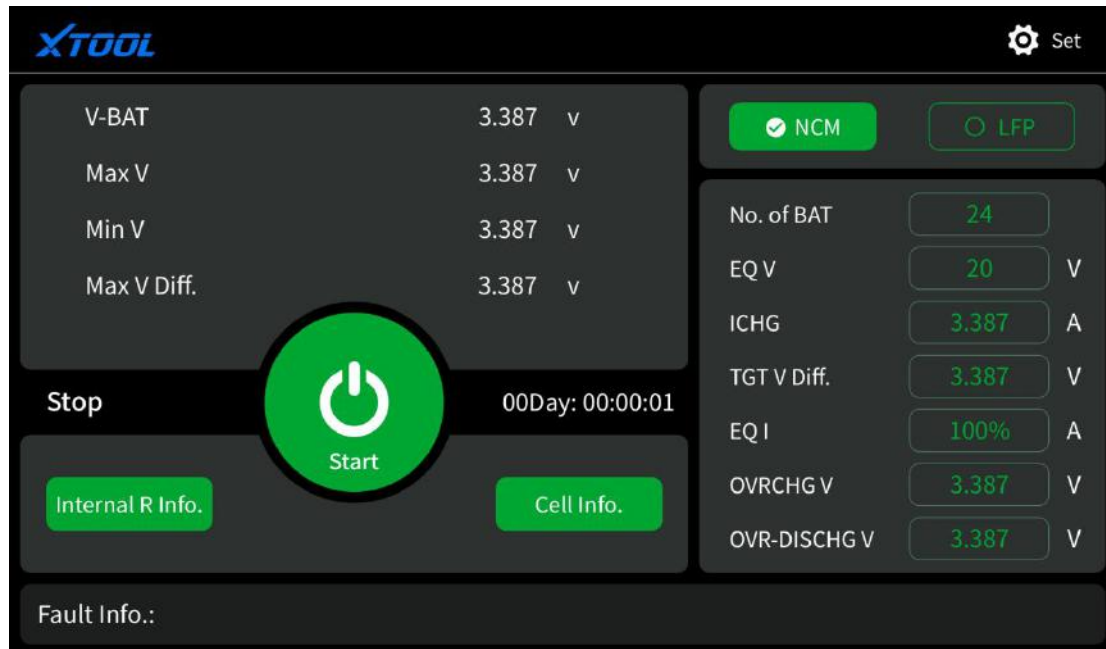 XTOOL
Set
V-BAT 3.387 v
Max V 3.387 v
Min V 3.387 v
Max V Diff. 3.387 v
Stop
Start
00Day: 00:00:01
Internal R Info.
Cell Info.
NCM
LFP
No. of BAT 24
EQ V 20 V
ICHG 3.387 A
TGT V Diff. 3.387 V
EQ I 100% A
OVRCHG V 3.387 V
OVR-DISCHG V 3.387 V
Fault Info.: